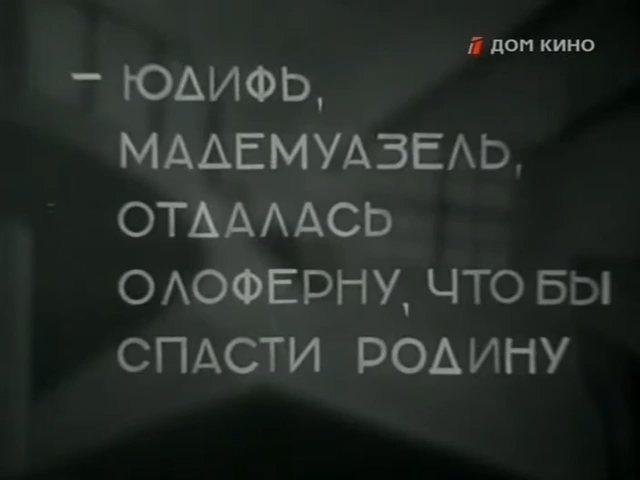 ДОМ КИНО
– ЮДИФЬ,
МАДЕМУАЗЕЛЬ,
ОТДАЛАСЬ
ОЛОФЕРНУ, ЧТО БЫ
СПАСТИ РОДИНУ